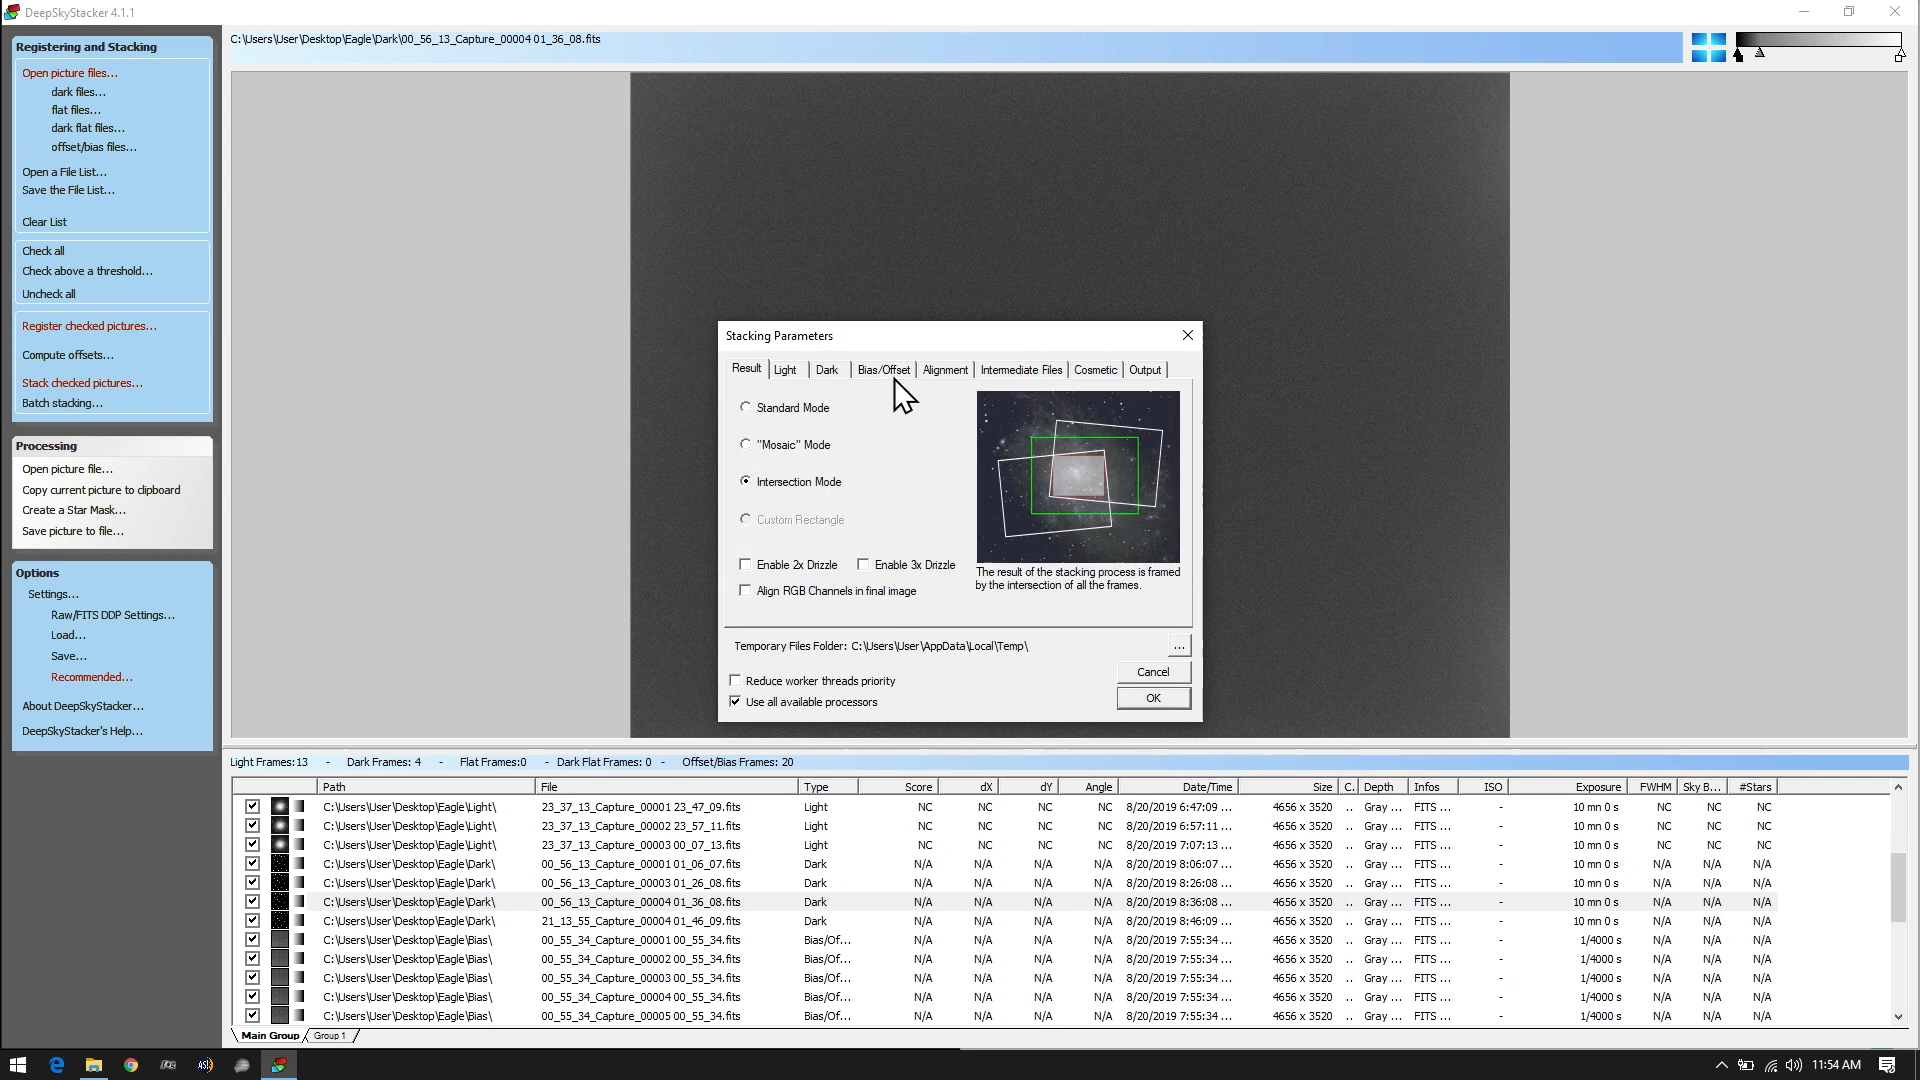 DeepSkyStacker 4.1.1
Registering and Stacking
Open picture files...
dark files...
flat files...
dark flat files...
offset/bias files...
Open a File List...
Save the File List...
Clear List
Check all
Check above a threshold...
Uncheck all
Register checked pictures...
Compute offsets...
Stack checked pictures...
Batch stacking...
Processing
Open picture file...
Copy current picture to clipboard
Create a Star Mask...
Save picture to file...
Options
Settings...
Raw/FITS DDP Settings...
Load...
Save...
Recommended...
About DeepSkyStacker...
DeepSkyStacker's Help...
C:\Users\User\Desktop\Eagle\Dark\00_56_13_Capture_00004 01_36_08.fits
Stacking Parameters
Result Light Dark Bias/Offset Alignment Intermediate Files Cosmetic Output
Standard Mode
"Mosaic" Mode
Intersection Mode
Custom Rectangle
Enable 2x Drizzle Enable 3x Drizzle
Align RGB Channels in final image
The result of the stacking process is framed
by the intersection of all the frames.
Temporary Files Folder: C:\Users\User\AppData\Local\Temp\ ...
Reduce worker threads priority
Use all available processors
Cancel
OK
Light Frames:13 - Dark Frames: 4 - Flat Frames:0 - Dark Flat Frames: 0 - Offset/Bias Frames: 20
Path File Type Score dX dY Angle Date/Time Size C. Depth Infos ISO Exposure FWHM Sky B... #Stars
C:\Users\User\Desktop\Eagle\Light\ 23_37_13_Capture_00001 23_47_09.fits Light NC NC NC NC 8/20/2019 6:47:09 ... 4656 x 3520 .. Gray ... FITS ... - 10 mn 0 s NC NC NC
C:\Users\User\Desktop\Eagle\Light\ 23_37_13_Capture_00002 23_57_11.fits Light NC NC NC NC 8/20/2019 6:57:11 ... 4656 x 3520 .. Gray ... FITS ... - 10 mn 0 s NC NC NC
C:\Users\User\Desktop\Eagle\Light\ 23_37_13_Capture_00003 00_07_13.fits Light NC NC NC NC 8/20/2019 7:07:13 ... 4656 x 3520 .. Gray ... FITS ... - 10 mn 0 s NC NC NC
C:\Users\User\Desktop\Eagle\Dark\ 00_56_13_Capture_00001 01_06_07.fits Dark N/A N/A N/A N/A 8/20/2019 8:06:07 ... 4656 x 3520 .. Gray ... FITS ... - 10 mn 0 s N/A N/A N/A
C:\Users\User\Desktop\Eagle\Dark\ 00_56_13_Capture_00003 01_26_08.fits Dark N/A N/A N/A N/A 8/20/2019 8:26:08 ... 4656 x 3520 .. Gray ... FITS ... - 10 mn 0 s N/A N/A N/A
C:\Users\User\Desktop\Eagle\Dark\ 00_56_13_Capture_00004 01_36_08.fits Dark N/A N/A N/A N/A 8/20/2019 8:36:08 ... 4656 x 3520 .. Gray ... FITS ... - 10 mn 0 s N/A N/A N/A
C:\Users\User\Desktop\Eagle\Dark\ 21_13_55_Capture_00004 01_46_09.fits Dark N/A N/A N/A N/A 8/20/2019 8:46:09 ... 4656 x 3520 .. Gray ... FITS ... - 10 mn 0 s N/A N/A N/A
C:\Users\User\Desktop\Eagle\Bias\ 00_55_34_Capture_00001 00_55_34.fits Bias/Of... N/A N/A N/A N/A 8/20/2019 7:55:34 ... 4656 x 3520 .. Gray ... FITS ... - 1/4000 s N/A N/A N/A
C:\Users\User\Desktop\Eagle\Bias\ 00_55_34_Capture_00002 00_55_34.fits Bias/Of... N/A N/A N/A N/A 8/20/2019 7:55:34 ... 4656 x 3520 .. Gray ... FITS ... - 1/4000 s N/A N/A N/A
C:\Users\User\Desktop\Eagle\Bias\ 00_55_34_Capture_00003 00_55_34.fits Bias/Of... N/A N/A N/A N/A 8/20/2019 7:55:34 ... 4656 x 3520 .. Gray ... FITS ... - 1/4000 s N/A N/A N/A
C:\Users\User\Desktop\Eagle\Bias\ 00_55_34_Capture_00004 00_55_34.fits Bias/Of... N/A N/A N/A N/A 8/20/2019 7:55:34 ... 4656 x 3520 .. Gray ... FITS ... - 1/4000 s N/A N/A N/A
C:\Users\User\Desktop\Eagle\Bias\ 00_55_34_Capture_00005 00_55_34.fits Bias/Of... N/A N/A N/A N/A 8/20/2019 7:55:34 ... 4656 x 3520 .. Gray ... FITS ... - 1/4000 s N/A N/A N/A
Main Group Group 1
11:54 AM